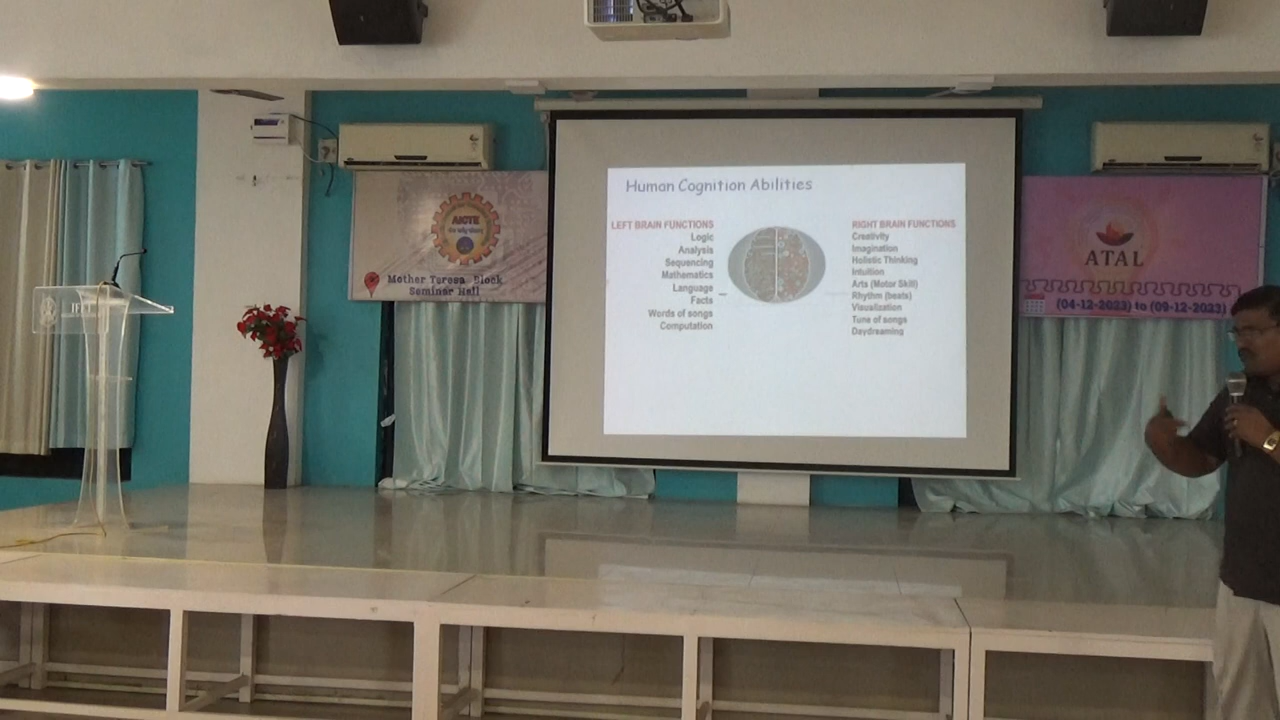 Human Cognition Abilities
LEFT BRAIN FUNCTIONS
Logic
Analysis
Sequencing
Mathematics
Language
Facts
Words of songs
Computation
RIGHT BRAIN FUNCTIONS
Creativity
Imagination
Holistic Thinking
Intuition
Arts (Motor Skill)
Rhythm (beats)
Visualization
Tune of songs
Daydreaming
AICTE
Mother Teresa Block
Seminar Hall
ATAL
(04-12-2023) to (09-12-2023)